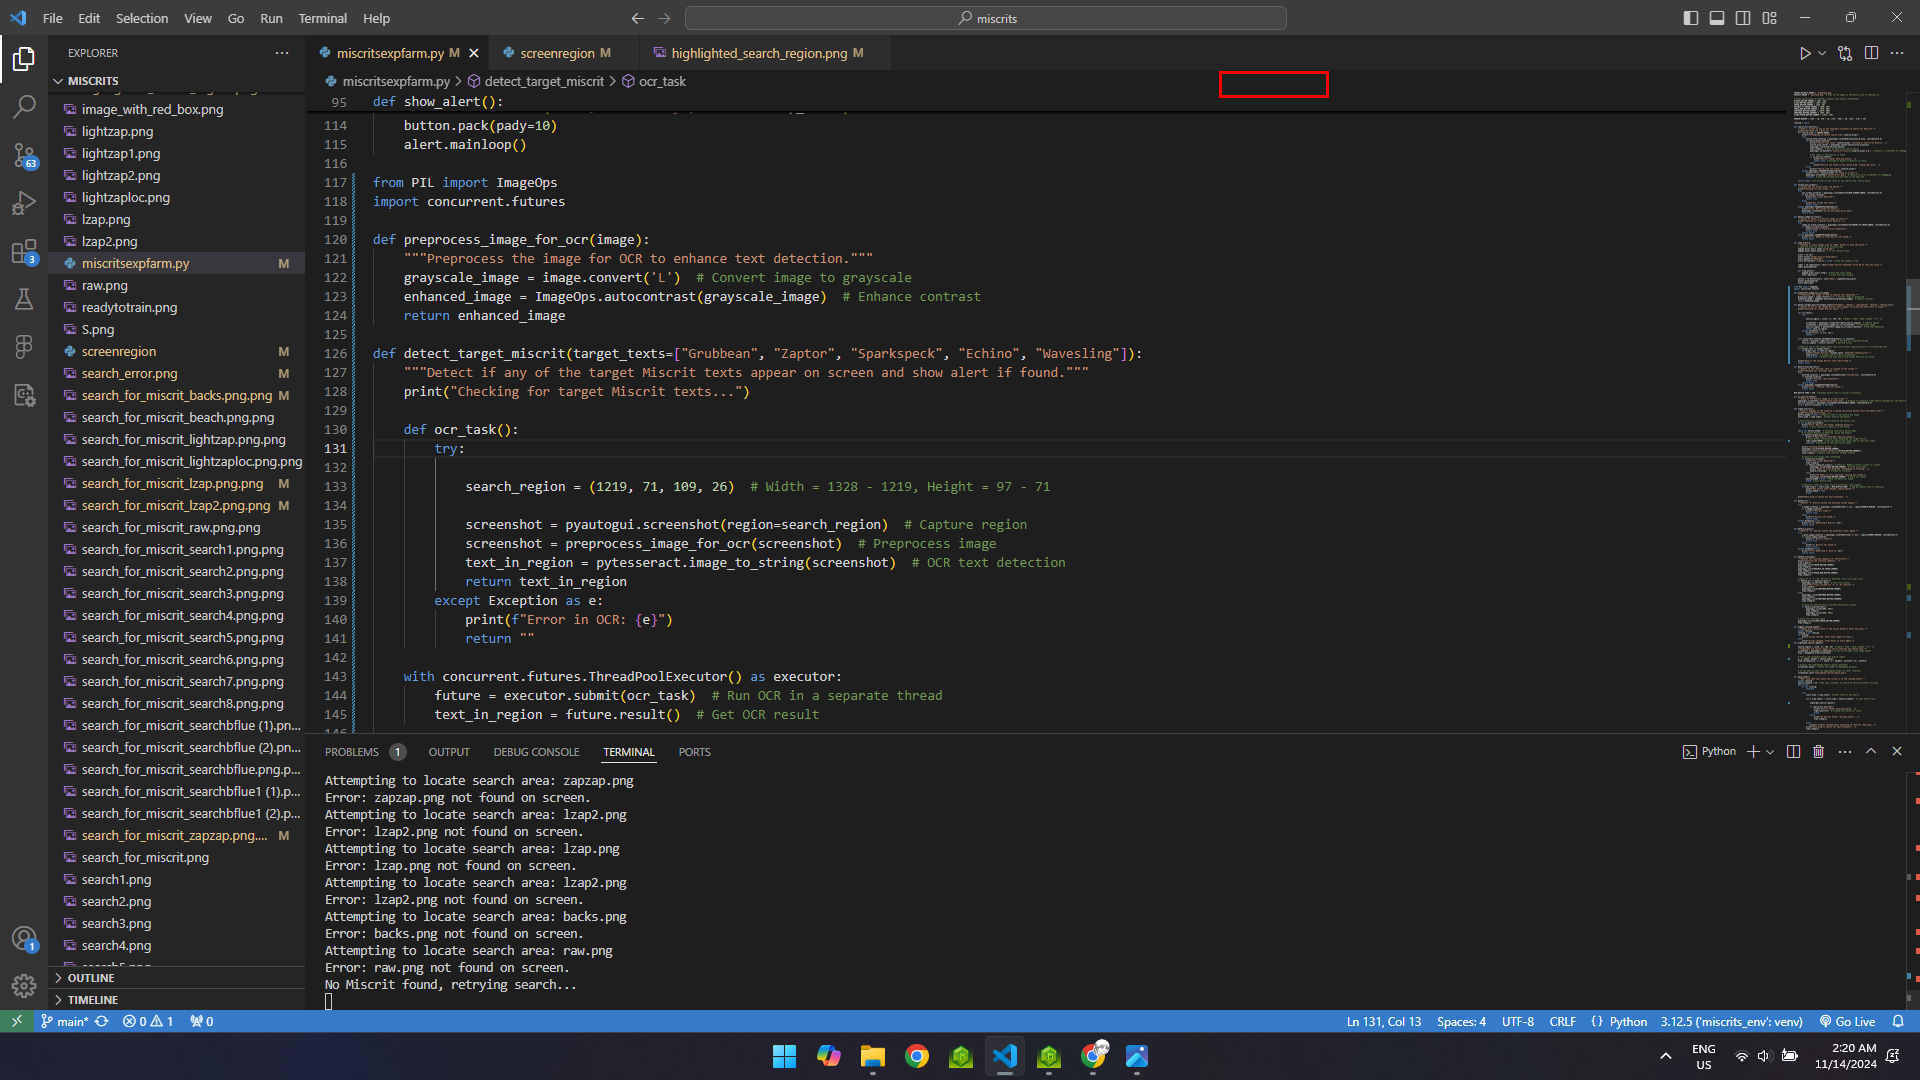 File Edit Selection View Go Run Terminal Help
miscrits
EXPLORER
MISCRITS
image_with_red_box.png
lightzap.png
lightzap1.png
lightzap2.png
lightzaploc.png
lzap.png
lzap2.png
miscritsexpfarm.py M
raw.png
readytotrain.png
S.png
screenregion M
search_error.png M
search_for_miscrit_backs.png.png M
search_for_miscrit_beach.png.png
search_for_miscrit_lightzap.png.png
search_for_miscrit_lightzaploc.png.png
search_for_miscrit_lzap.png.png M
search_for_miscrit_lzap2.png.png M
search_for_miscrit_raw.png.png
search_for_miscrit_search1.png.png
search_for_miscrit_search2.png.png
search_for_miscrit_search3.png.png
search_for_miscrit_search4.png.png
search_for_miscrit_search5.png.png
search_for_miscrit_search6.png.png
search_for_miscrit_search7.png.png
search_for_miscrit_search8.png.png
search_for_miscrit_searchbflue (1).pn...
search_for_miscrit_searchbflue (2).pn...
search_for_miscrit_searchbflue.png.p...
search_for_miscrit_searchbflue1 (1).p...
search_for_miscrit_searchbflue1 (2).p...
search_for_miscrit_zapzap.png.... M
search_for_miscrit.png
search1.png
search2.png
search3.png
search4.png
OUTLINE
TIMELINE
63
3
1
miscritsexpfarm.py M
screenregion M
highlighted_search_region.png M
miscritsexpfarm.py > detect_target_miscrit > ocr_task
95 def show_alert():
114 button.pack(pady=10)
115 alert.mainloop()
116
117 from PIL import ImageOps
118 import concurrent.futures
119
120 def preprocess_image_for_ocr(image):
121 """Preprocess the image for OCR to enhance text detection."""
122 grayscale_image = image.convert('L') # Convert image to grayscale
123 enhanced_image = ImageOps.autocontrast(grayscale_image) # Enhance contrast
124 return enhanced_image
125
126 def detect_target_miscrit(target_texts=["Grubbean", "Zaptor", "Sparkspeck", "Echino", "Wavesling"]):
127 """Detect if any of the target Miscrit texts appear on screen and show alert if found."""
128 print("Checking for target Miscrit texts...")
129
130 def ocr_task():
131 try:
132
133 search_region = (1219, 71, 109, 26) # Width = 1328 - 1219, Height = 97 - 71
134
135 screenshot = pyautogui.screenshot(region=search_region) # Capture region
136 screenshot = preprocess_image_for_ocr(screenshot) # Preprocess image
137 text_in_region = pytesseract.image_to_string(screenshot) # OCR text detection
138 return text_in_region
139 except Exception as e:
140 print(f"Error in OCR: {e}")
141 return ""
142
143 with concurrent.futures.ThreadPoolExecutor() as executor:
144 future = executor.submit(ocr_task) # Run OCR in a separate thread
145 text_in_region = future.result() # Get OCR result
PROBLEMS 1 OUTPUT DEBUG CONSOLE TERMINAL PORTS
Python
Attempting to locate search area: zapzap.png
Error: zapzap.png not found on screen.
Attempting to locate search area: lzap2.png
Error: lzap2.png not found on screen.
Attempting to locate search area: lzap.png
Error: lzap.png not found on screen.
Attempting to locate search area: lzap2.png
Error: lzap2.png not found on screen.
Attempting to locate search area: backs.png
Error: backs.png not found on screen.
Attempting to locate search area: raw.png
Error: raw.png not found on screen.
No Miscrit found, retrying search...
main* 0 1 0
Ln 131, Col 13 Spaces: 4 UTF-8 CRLF {} Python 3.12.5 ('miscrits_env': venv) Go Live
ENG
US
2:20 AM
11/14/2024